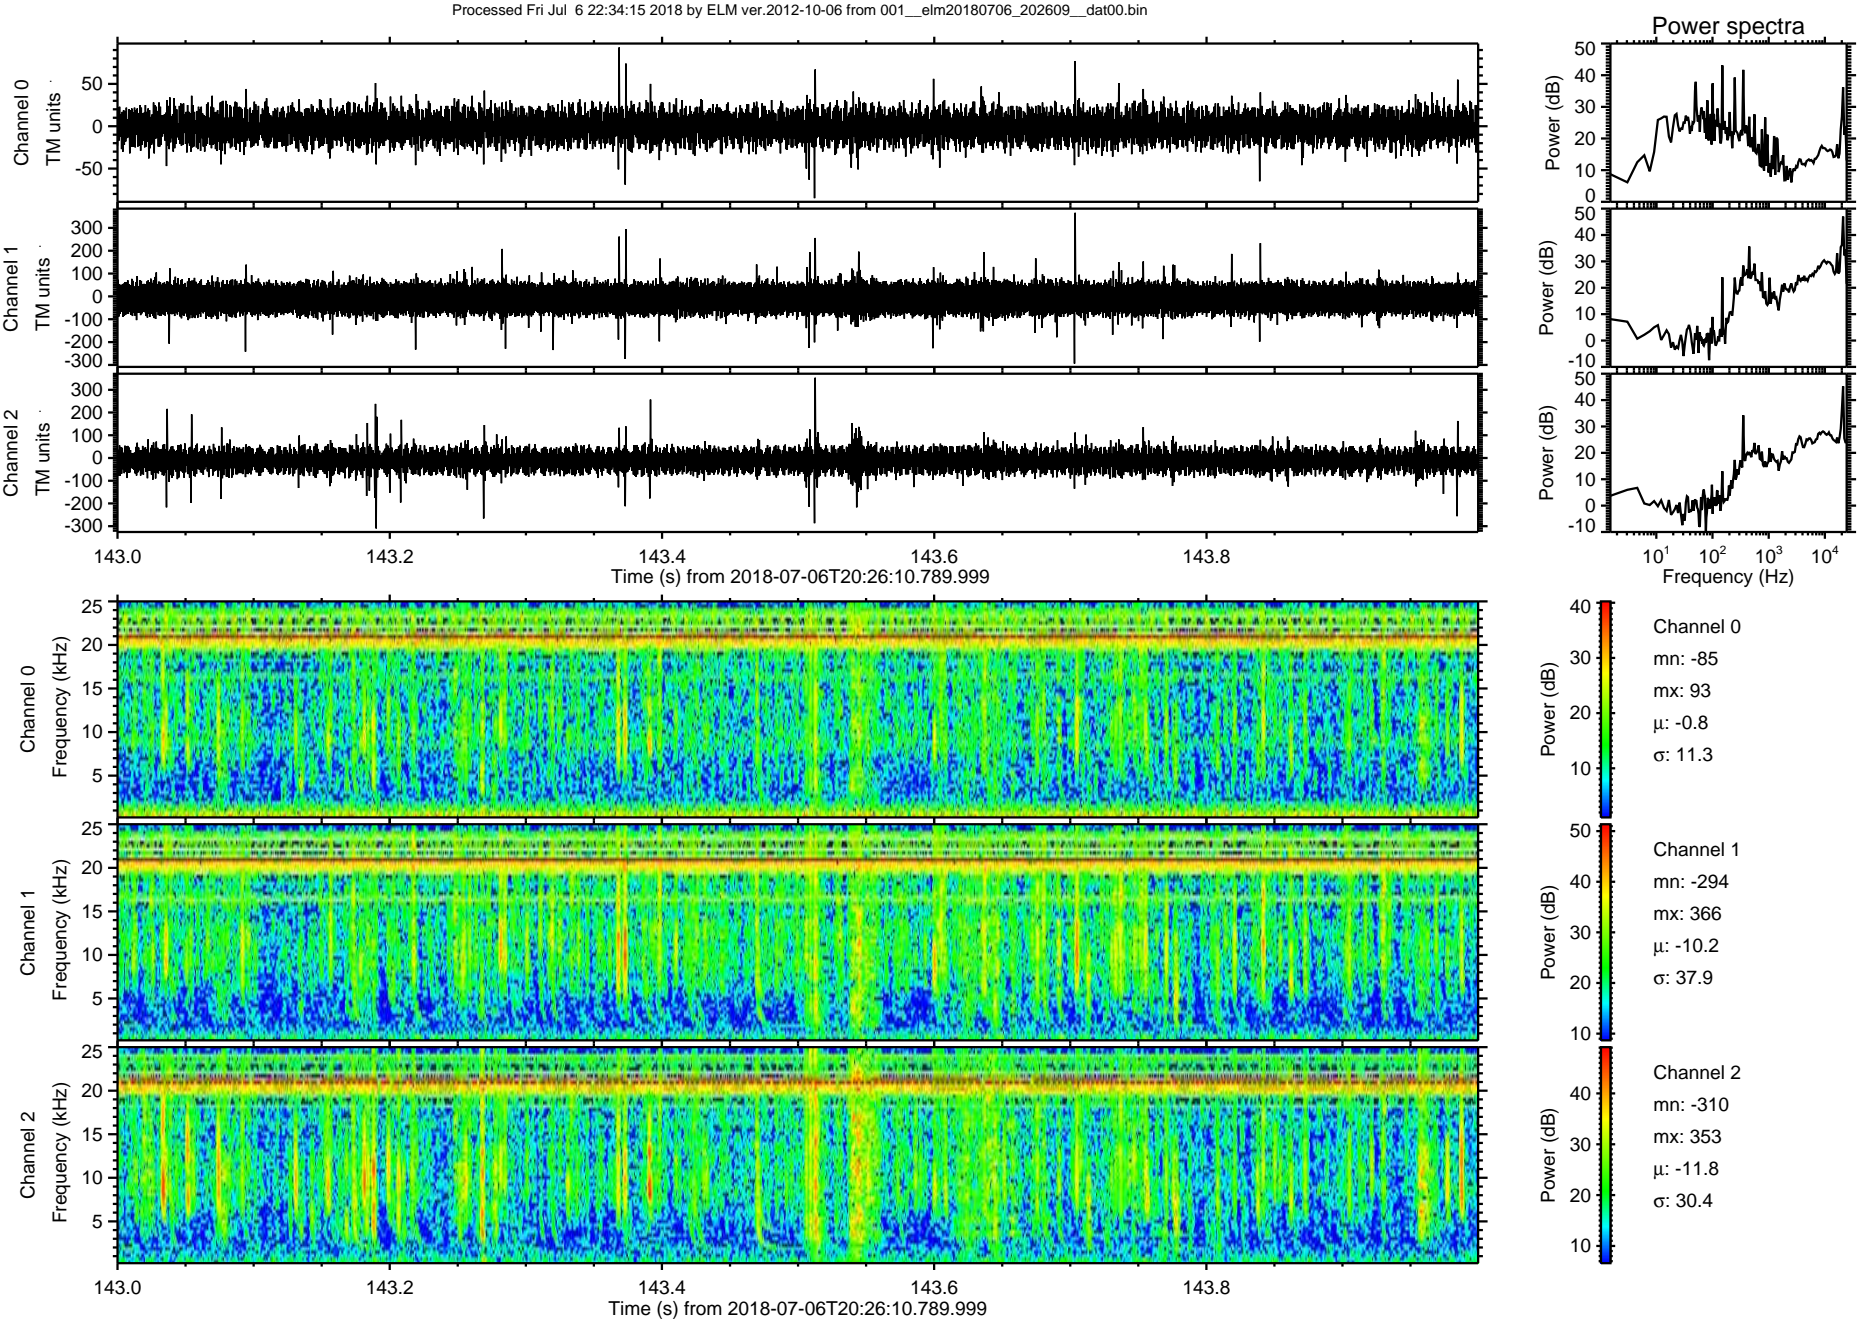 Processed Fri Jul  6 22:34:15 2018 by ELM ver.2012-10-06 from 001__elm20180706_202609__dat00.bin
Power spectra
Channel 0
TM units
50
0
-50
Power (dB)
50
40
30
20
10
0
Channel 1
TM units
300
200
100
0
-100
-200
-300
Power (dB)
50
40
30
20
10
0
-10
Channel 2
TM units
300
200
100
0
-100
-200
-300
Power (dB)
50
40
30
20
10
0
-10
143.0 143.2 143.4 143.6 143.8
Time (s) from 2018-07-06T20:26:10.789.999
10¹ 10² 10³ 10⁴
Frequency (Hz)
Channel 0
Frequency (kHz)
25
20
15
10
5
Power (dB)
40
30
20
10
Channel 0
mn: -85
mx: 93
μ: -0.8
σ: 11.3
Channel 1
Frequency (kHz)
25
20
15
10
5
Power (dB)
50
40
30
20
10
Channel 1
mn: -294
mx: 366
μ: -10.2
σ: 37.9
Channel 2
Frequency (kHz)
25
20
15
10
5
Power (dB)
40
30
20
10
Channel 2
mn: -310
mx: 353
μ: -11.8
σ: 30.4
143.0 143.2 143.4 143.6 143.8
Time (s) from 2018-07-06T20:26:10.789.999